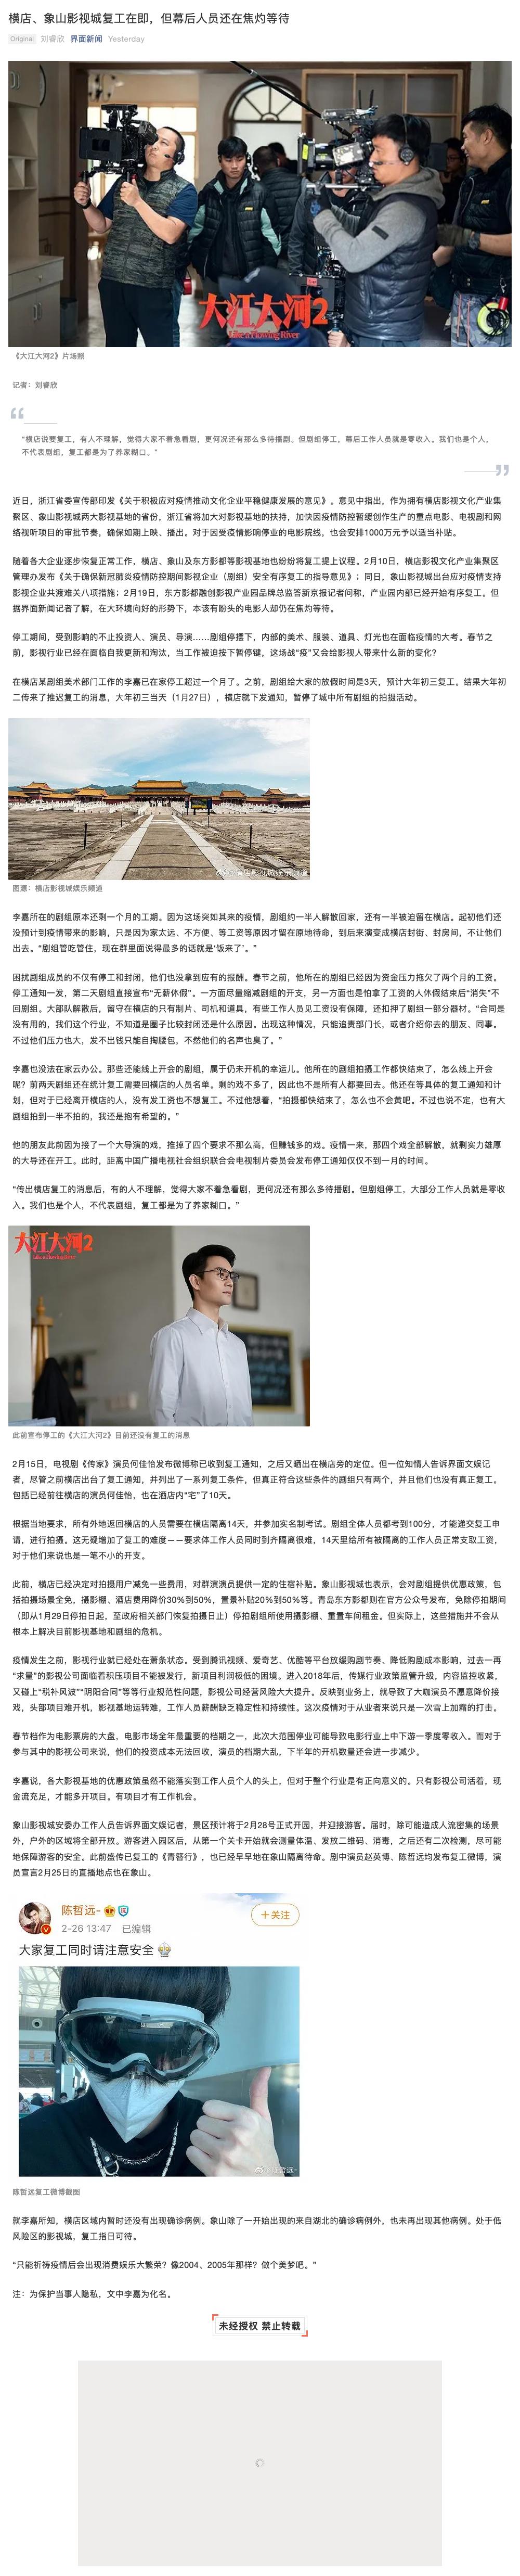 横店、象山影视城复工在即，但幕后人员还在焦灼等待
Original 刘睿欣 界面新闻 Yesterday
大江大河2
Like a Flowing River
《大江大河2》片场照
记者：刘睿欣
“横店说要复工，有人不理解，觉得大家不着急看剧，更何况还有那么多待播剧。但剧组停工，幕后工作人员就是零收入。我们也是个人，
不代表剧组，复工都是为了养家糊口。”
近日，浙江省委宣传部印发《关于积极应对疫情推动文化企业平稳健康发展的意见》。意见中指出，作为拥有横店影视文化产业集
聚区、象山影视城两大影视基地的省份，浙江省将加大对影视基地的扶持，加快因疫情防控暂缓创作生产的重点电影、电视剧和网
络视听项目的审批节奏，确保如期上映、播出。对于因受疫情影响停业的电影院线，也会安排1000万元予以适当补贴。
随着各大企业逐步恢复正常工作，横店、象山及东方影都等影视基地也纷纷将复工提上议程。2月10日，横店影视文化产业集聚区
管理办发布《关于确保新冠肺炎疫情防控期间影视企业（剧组）安全有序复工的指导意见》；同日，象山影视城出台应对疫情支持
影视企业共渡难关八项措施；2月19日，东方影都融创影视产业园品牌总监答新京报记者问称，产业园内部已经开始有序复工。但
据界面新闻记者了解，在大环境向好的形势下，本该有盼头的电影人却仍在焦灼等待。
停工期间，受到影响的不止投资人、演员、导演……剧组停摆下，内部的美术、服装、道具、灯光也在面临疫情的大考。春节之
前，影视行业已经在面临自我更新和淘汰，当工作被迫按下暂停键，这场战“疫”又会给影视人带来什么新的变化？
在横店某剧组美术部门工作的李嘉已在家停工超过一个月了。之前，剧组给大家的放假时间是3天，预计大年初三复工。结果大年初
二传来了推迟复工的消息，大年初三当天（1月27日），横店就下发通知，暂停了城中所有剧组的拍摄活动。
图源：横店影视城娱乐频道
李嘉所在的剧组原本还剩一个月的工期。因为这场突如其来的疫情，剧组约一半人解散回家，还有一半被迫留在横店。起初他们还
没预计到疫情带来的影响，只是因为家太远、不方便、等工资等原因才留在原地待命，到后来演变成横店封街、封房间，不让他们
出去。“剧组管吃管住，现在群里面说得最多的话就是‘饭来了’。”
困扰剧组成员的不仅有停工和封闭，他们也没拿到应有的报酬。春节之前，他所在的剧组已经因为资金压力拖欠了两个月的工资。
停工通知一发，第二天剧组直接宣布“无薪休假”。一方面尽量缩减剧组的开支，另一方面也是怕拿了工资的人休假结束后“消失”不
回剧组。大部队解散后，留守在横店的只有制片、司机和道具，有些工作人员见工资没有保障，还扣押了剧组一部分器材。“合同是
没有用的，我们这个行业，不知道是圈子比较封闭还是什么原因。出现这种情况，只能追责部门长，或者介绍你去的朋友、同事。
不过他们压力也大，发不出钱只能自掏腰包，不然他们的名声也臭了。”
李嘉也没法在家云办公。那些还能线上开会的剧组，属于仍未开机的幸运儿。他所在的剧组拍摄工作都快结束了，怎么线上开会
呢？前两天剧组还在统计复工需要回横店的人员名单。剩的戏不多了，因此也不是所有人都要回去。他还在等具体的复工通知和计
划，但对于已经离开横店的人，没有发工资也不想复工。不过他想着，“拍摄都快结束了，怎么也不会黄吧。不过也说不定，也有大
剧组拍到一半不拍的，我还是抱有希望的。”
他的朋友此前因为接了一个大导演的戏，推掉了四个要求不那么高，但赚钱多的戏。疫情一来，那四个戏全部解散，就剩实力雄厚
的大导还在开工。此时，距离中国广播电视社会组织联合会电视制片委员会发布停工通知仅仅不到一月的时间。
“传出横店复工的消息后，有的人不理解，觉得大家不着急看剧，更何况还有那么多待播剧。但剧组停工，大部分工作人员就是零收
入。我们也是个人，不代表剧组，复工都是为了养家糊口。”
大江大河2
Like a Flowing River
此前宣布停工的《大江大河2》目前还没有复工的消息
2月15日，电视剧《传家》演员何佳怡发布微博称已收到复工通知，之后又晒出在横店旁的定位。但一位知情人告诉界面文娱记
者，尽管之前横店出台了复工通知，并列出了一系列复工条件，但真正符合这些条件的剧组只有两个，并且他们也没有真正复工。
包括已经前往横店的演员何佳怡，也在酒店内“宅”了10天。
根据当地要求，所有外地返回横店的人员需要在横店隔离14天，并参加实名制考试。剧组全体人员都考到100分，才能递交复工申
请，进行拍摄。这无疑增加了复工的难度——要求体工作人员同时到齐隔离很难，14天里给所有被隔离的工作人员正常支取工资，
对于他们来说也是一笔不小的开支。
此前，横店已经决定对拍摄用户减免一些费用，对群演演员提供一定的住宿补贴。象山影视城也表示，会对剧组提供优惠政策，包
括拍摄场景全免，摄影棚、酒店费用降价30%到50%，置景补贴20%到50%等。青岛东方影都则在官方公众号发布，免除停拍期间
（即从1月29日停拍日起，至政府相关部门恢复拍摄日止）停拍剧组所使用摄影棚、重置车间租金。但实际上，这些措施并不会从
根本上解决目前影视基地和剧组的危机。
疫情发生之前，影视行业就已经处在萧条状态。受到腾讯视频、爱奇艺、优酷等平台放缓购剧节奏、降低购剧成本影响，过去一再
“求量”的影视公司面临着积压项目不能被发行，新项目利润极低的困境。进入2018年后，传媒行业政策监管升级，内容监控收紧，
又碰上“税补风波”“阴阳合同”等等行业规范性问题，影视公司经营风险大大提升。反映到业务上，就导致了大咖演员不愿意降价接
戏，头部项目难开机，影视基地运转难，工作人员薪酬缺乏稳定性和持续性。这次疫情对于从业者来说只是一次雪上加霜的打击。
春节档作为电影票房的大盘，电影市场全年最重要的档期之一，此次大范围停业可能导致电影行业上中下游一季度零收入。而对于
参与其中的影视公司来说，他们的投资成本无法回收，演员的档期大乱，下半年的开机数量还会进一步减少。
李嘉说，各大影视基地的优惠政策虽然不能落实到工作人员个人的头上，但对于整个行业是有正向意义的。只有影视公司活着，现
金流充足，才能多开项目。有项目才有工作机会。
象山影视城安委办工作人员告诉界面文娱记者，景区预计将于2月28号正式开园，并迎接游客。届时，除可能造成人流密集的场景
外，户外的区域将全部开放。游客进入园区后，从第一个关卡开始就会测量体温、发放二维码、消毒，之后还有二次检测，尽可能
地保障游客的安全。此前盛传已复工的《青簪行》，也已经早早地在象山隔离待命。剧中演员赵英博、陈哲远均发布复工微博，演
员宣言2月25日的直播地点也在象山。
陈哲远-
2-26 13:47 已编辑
＋关注
大家复工同时请注意安全
陈哲远复工微博截图
就李嘉所知，横店区域内暂时还没有出现确诊病例。象山除了一开始出现的来自湖北的确诊病例外，也未再出现其他病例。处于低
风险区的影视城，复工指日可待。
“只能祈祷疫情后会出现消费娱乐大繁荣？像2004、2005年那样？做个美梦吧。”
注：为保护当事人隐私，文中李嘉为化名。
未经授权 禁止转载